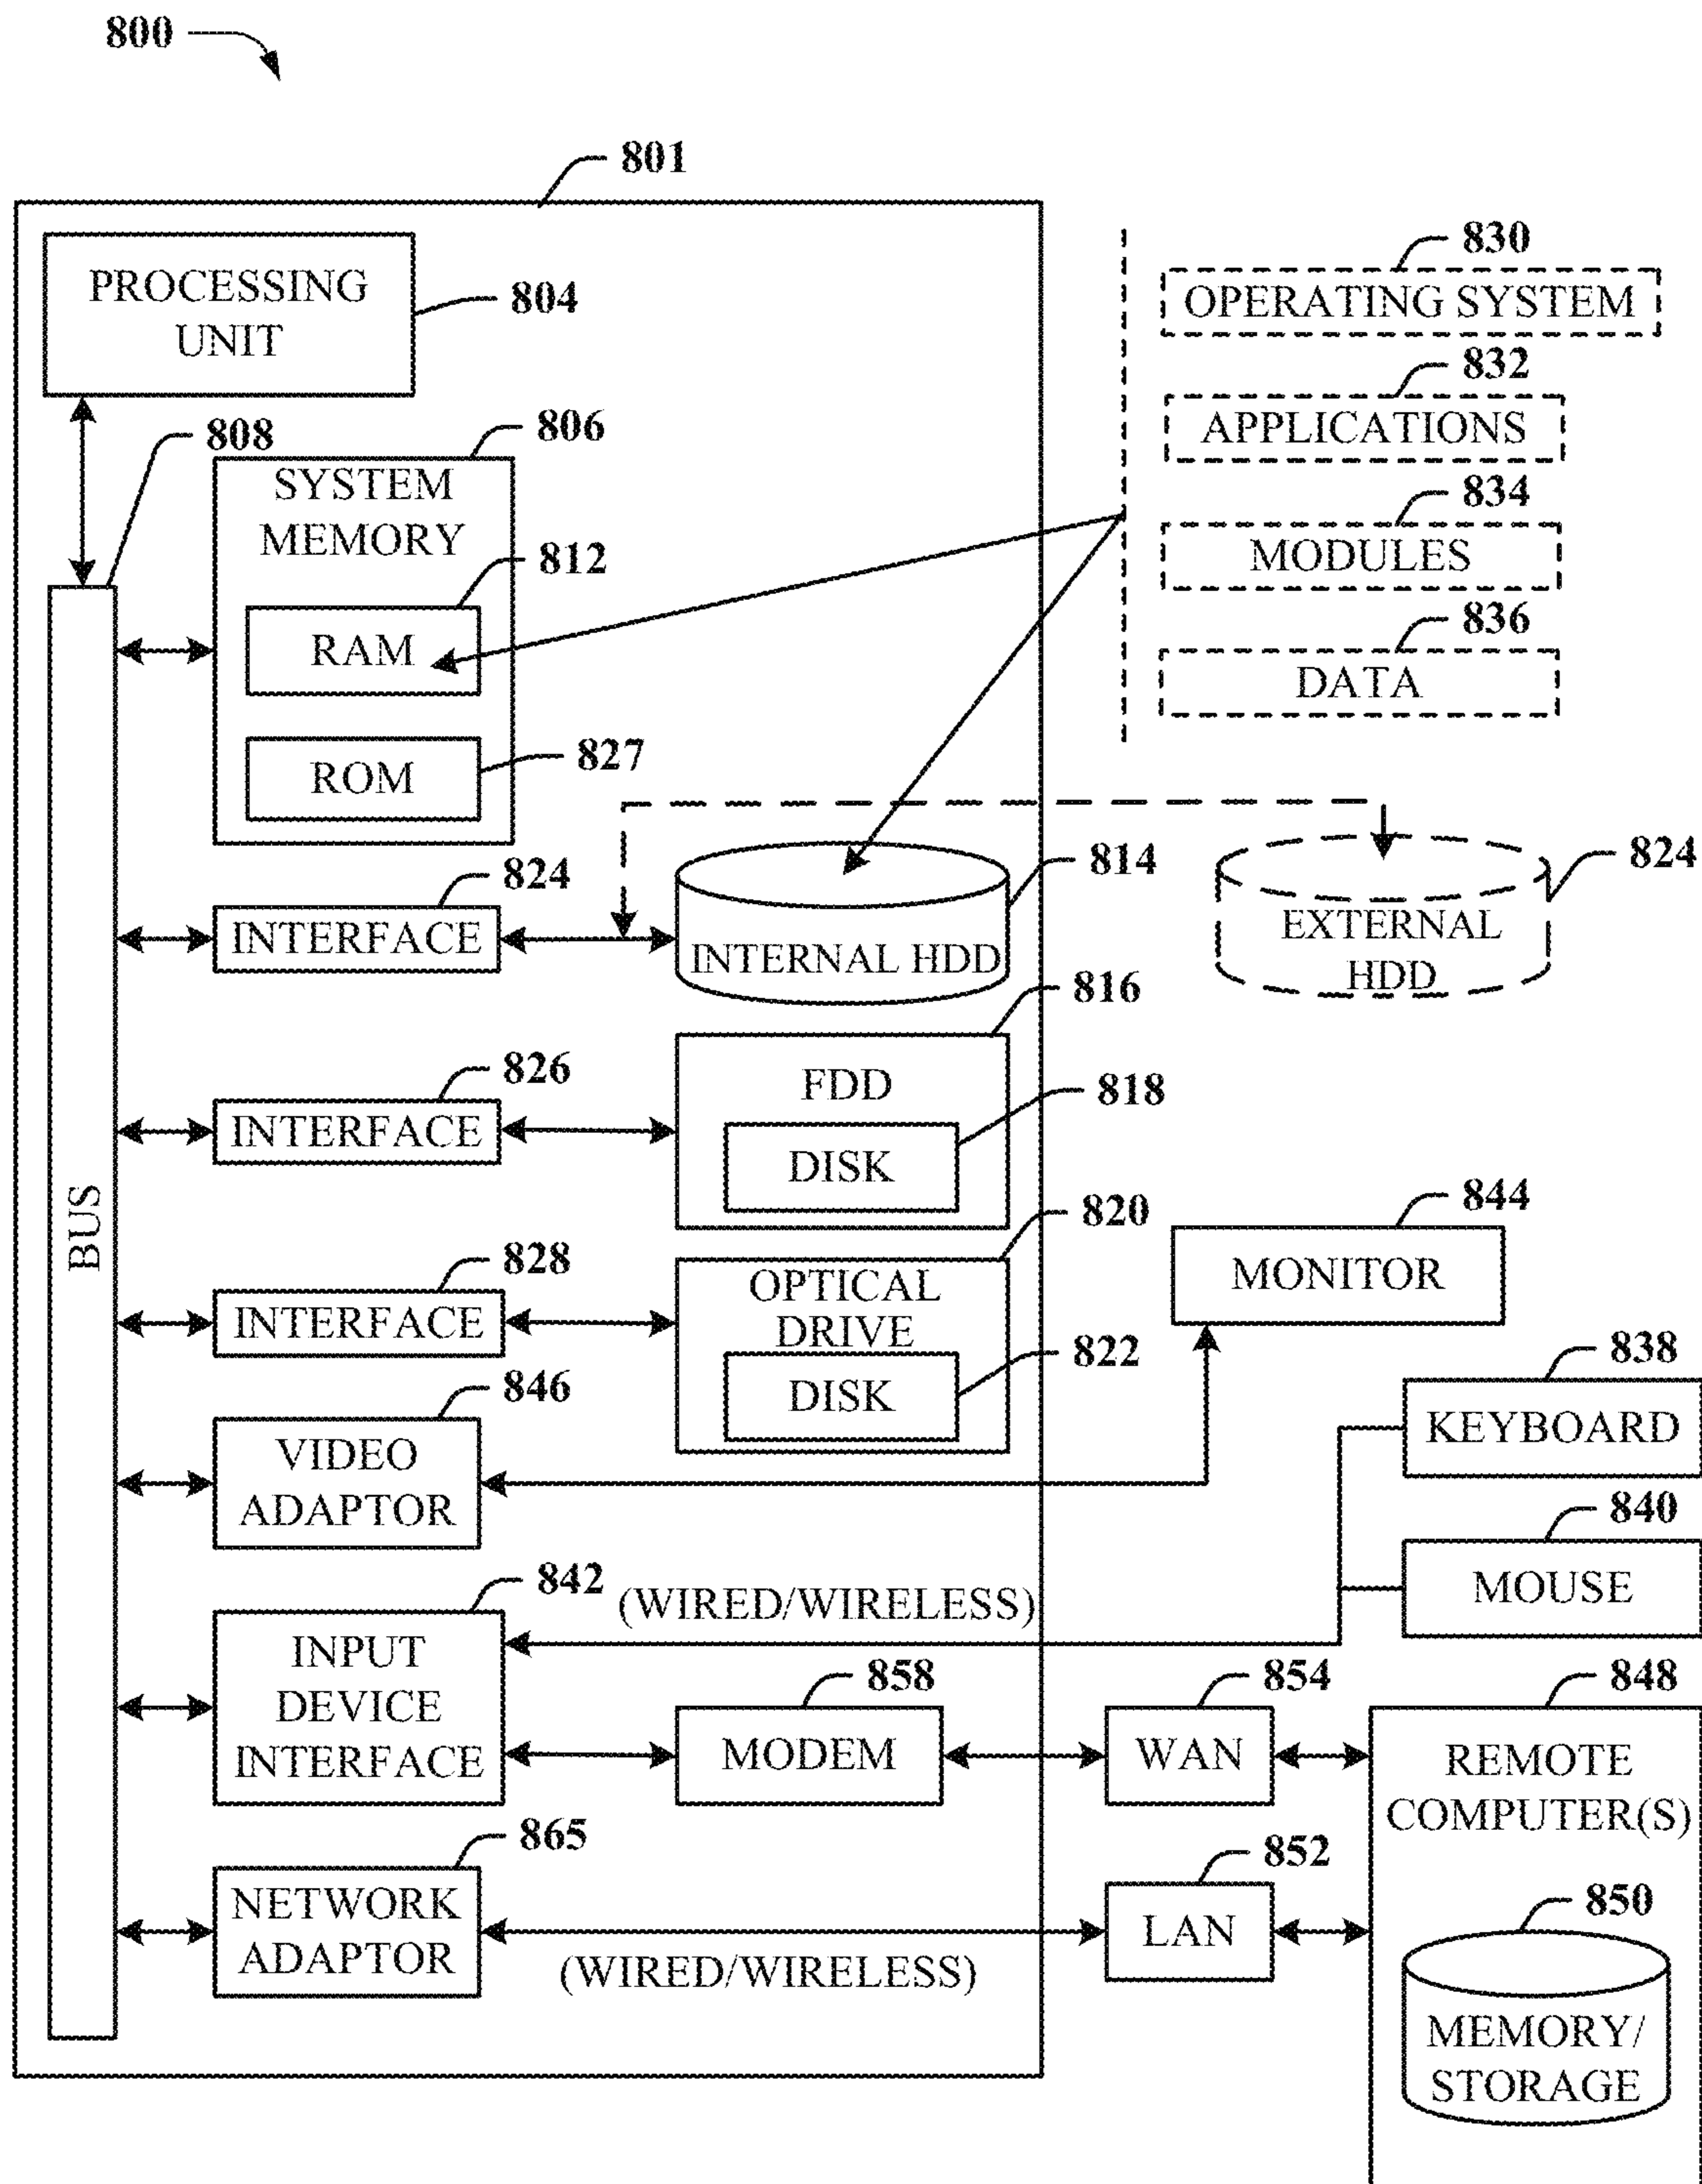 800
801
PROCESSING
UNIT
804
830
OPERATING SYSTEM
832
APPLICATIONS
834
MODULES
836
DATA
808
806
SYSTEM
MEMORY
812
RAM
827
ROM
BUS
824
INTERFACE
814
INTERNAL HDD
824
EXTERNAL
HDD
826
INTERFACE
816
FDD
818
DISK
828
INTERFACE
820
OPTICAL
DRIVE
822
DISK
844
MONITOR
846
VIDEO
ADAPTOR
838
KEYBOARD
840
MOUSE
842
INPUT
DEVICE
INTERFACE
(WIRED/WIRELESS)
858
MODEM
854
WAN
848
REMOTE
COMPUTER(S)
865
NETWORK
ADAPTOR
(WIRED/WIRELESS)
852
LAN
850
MEMORY/
STORAGE